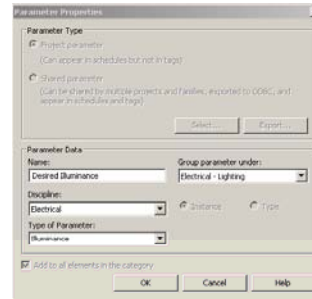 Parameter Properties
Parameter Type
Project parameter
(Can appear in schedules but not in tags)
Shared parameter
(Can be shared by multiple projects and families, exported to ODBC, and
appear in schedules and tags)
Select... Export...
Parameter Data
Name: Group parameter under:
Desired Illuminance Electrical - Lighting
Discipline:
Electrical Instance Type
Type of Parameter:
Illuminance
Add to all elements in the category
OK Cancel Help